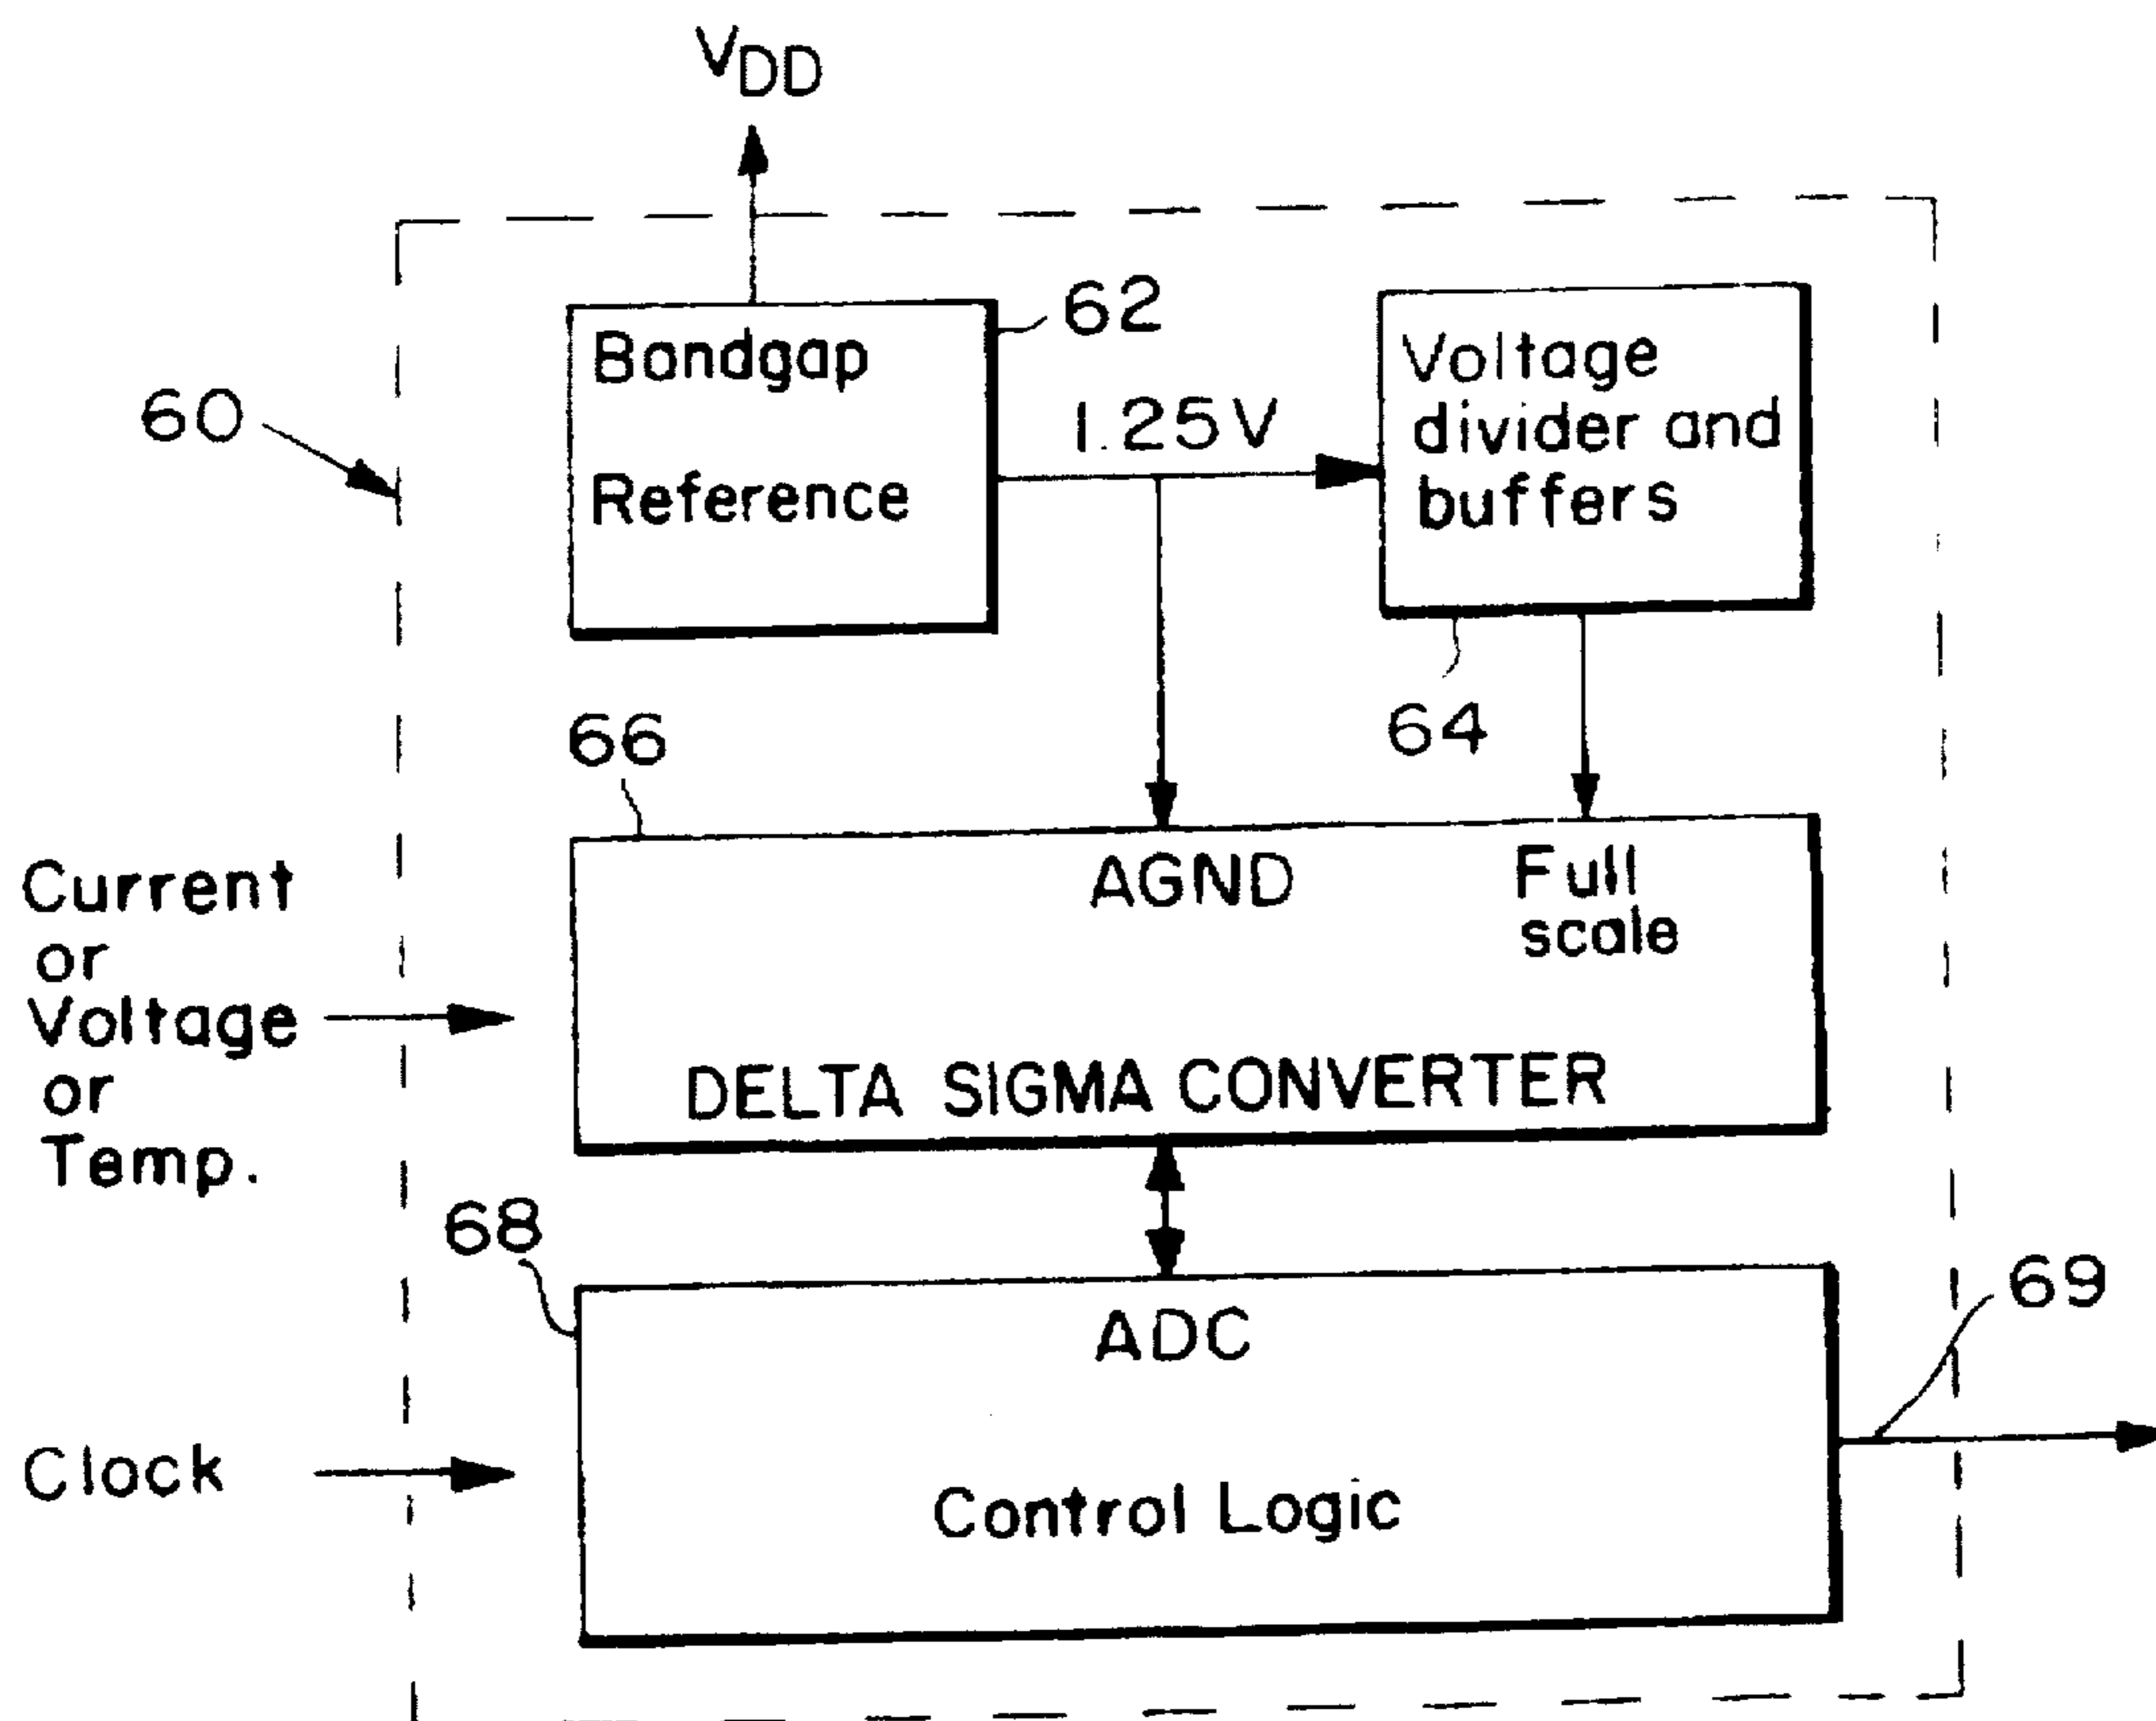 VDD
62
Bandgap
Reference
1.25V
Voltage
divider and
buffers
60
64
66
AGND
Full
scale
DELTA SIGMA CONVERTER
Current
or
Voltage
or
Temp.
68
69
ADC
Control Logic
Clock